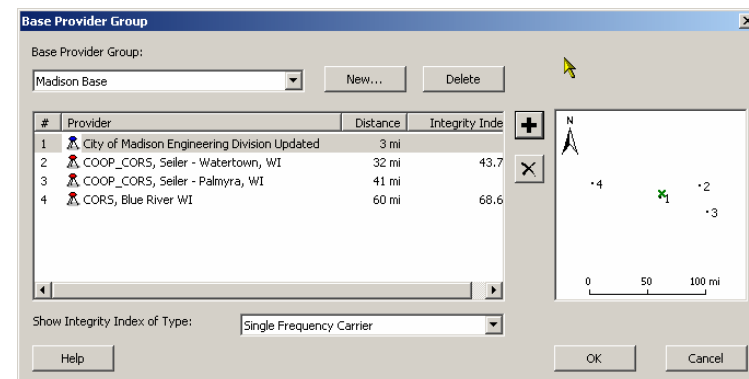 Base Provider Group
Base Provider Group:
Madison Base
New...
Delete
# Provider Distance Integrity Inde
1 City of Madison Engineering Division Updated 3 mi
2 COOP_CORS, Seiler - Watertown, WI 32 mi 43.7
3 COOP_CORS, Seiler - Palmyra, WI 41 mi
4 CORS, Blue River WI 60 mi 68.6
N
4
1
2
3
0 50 100 mi
Show Integrity Index of Type:
Single Frequency Carrier
Help
OK
Cancel